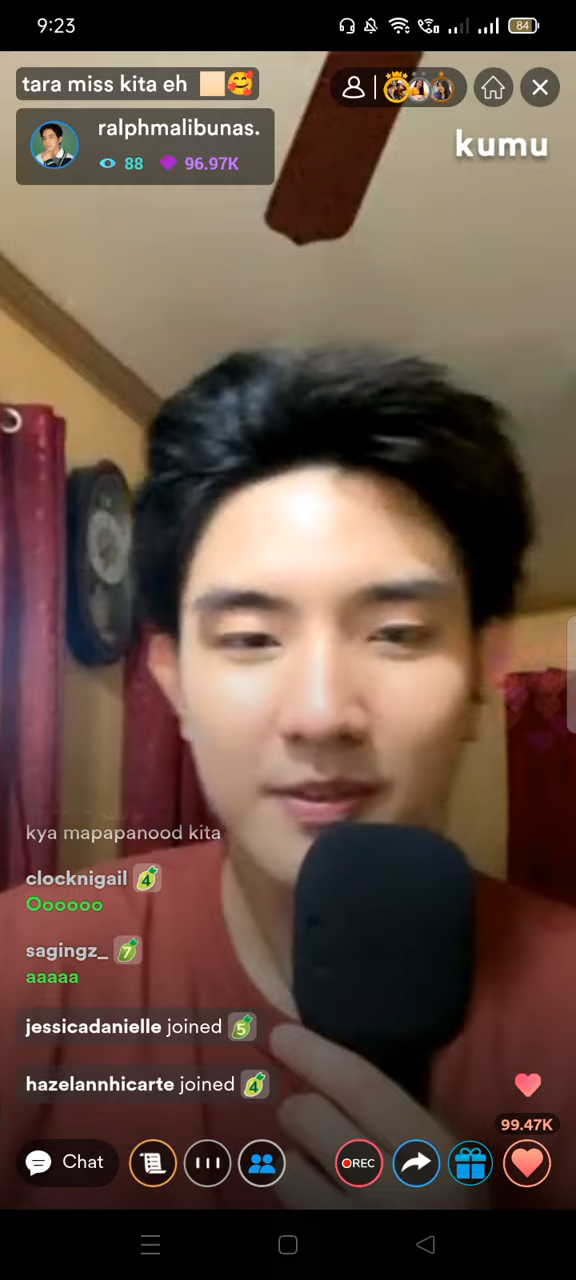 9:23
84
tara miss kita eh 🏻🥰
ralphmalibunas.
88 96.97K
kumu
kya mapapanood kita
clocknigail 4
Oooooo
sagingz_ 7
aaaaa
jessicadanielle joined 5
hazelannhicarte joined 4
99.47K
Chat
REC